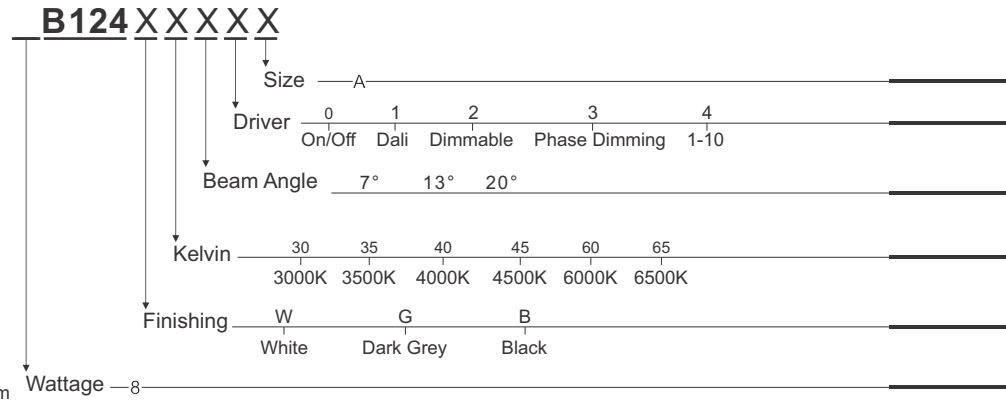 _B124XXXXX
Size A
0 1 2 3 4
Driver
On/Off Dali Dimmable Phase Dimming 1-10
Beam Angle 7° 13° 20°
30 35 40 45 60 65
Kelvin
3000K 3500K 4000K 4500K 6000K 6500K
W G B
Finishing
White Dark Grey Black
Wattage 8